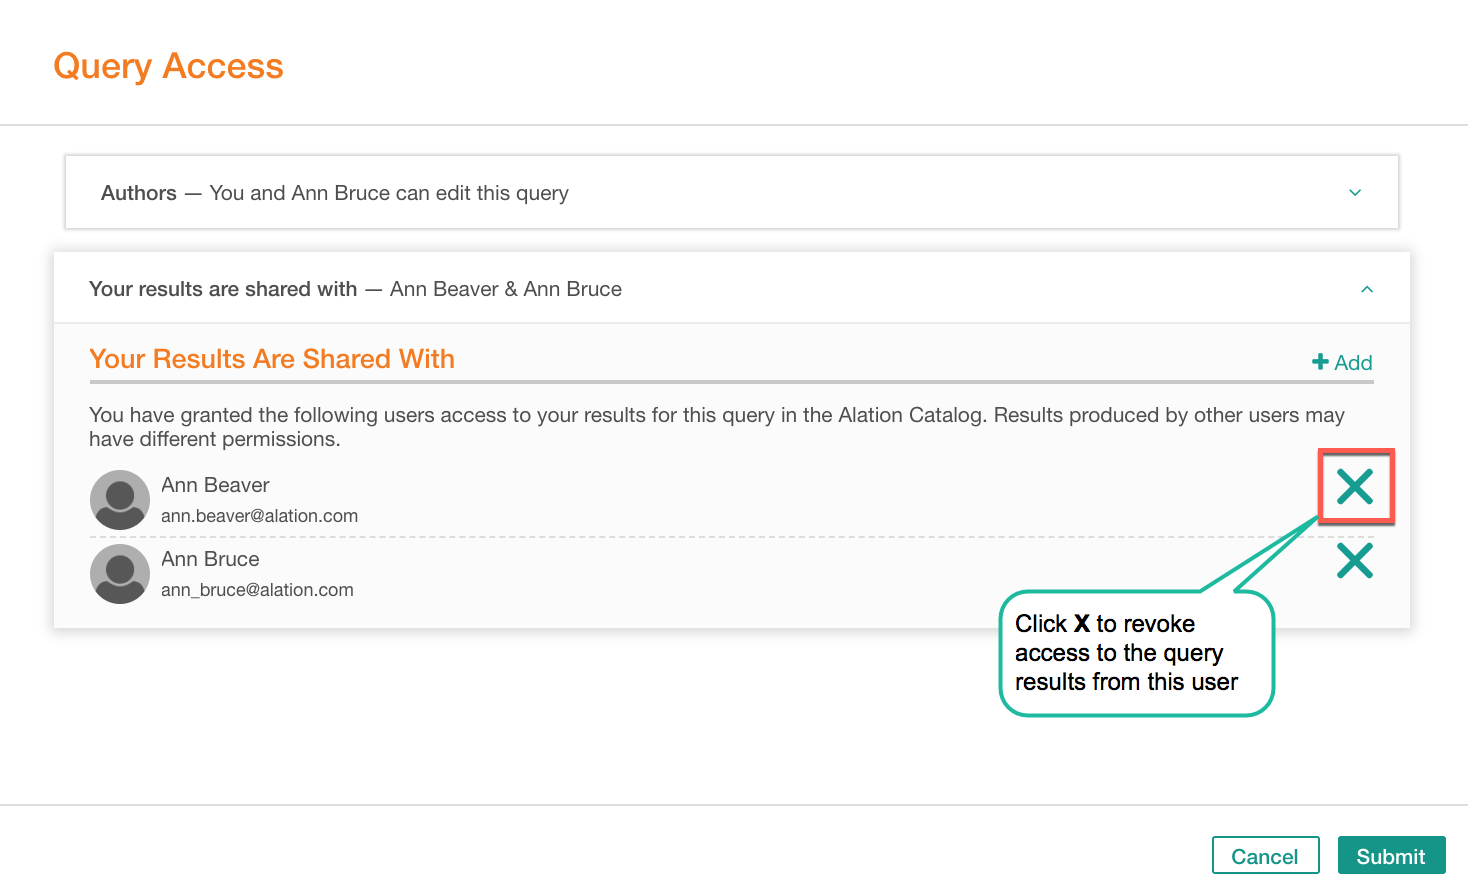 Query Access
Authors — You and Ann Bruce can edit this query
Your results are shared with — Ann Beaver & Ann Bruce
Your Results Are Shared With
Add
You have granted the following users access to your results for this query in the Alation Catalog. Results produced by other users may
have different permissions.
Ann Beaver
ann.beaver@alation.com
Ann Bruce
ann_bruce@alation.com
Click X to revoke
access to the query
results from this user
Cancel
Submit